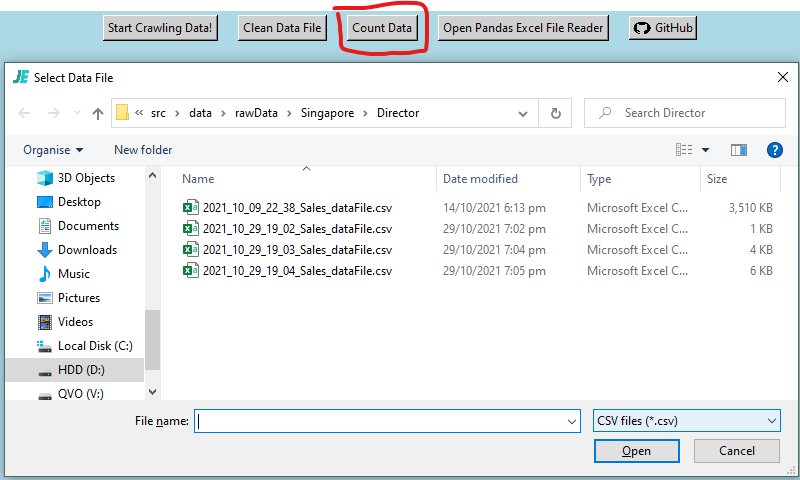 Start Crawling Data! Clean Data File Count Data Open Pandas Excel File Reader GitHub
JE Select Data File
« src › data › rawData › Singapore › Director Search Director
Organise New folder
3D Objects
Desktop
Documents
Downloads
Music
Pictures
Videos
Local Disk (C:)
HDD (D:)
QVO (V:)
Name Date modified Type Size
2021_10_09_22_38_Sales_dataFile.csv 14/10/2021 6:13 pm Microsoft Excel C... 3,510 KB
2021_10_29_19_02_Sales_dataFile.csv 29/10/2021 7:02 pm Microsoft Excel C... 1 KB
2021_10_29_19_03_Sales_dataFile.csv 29/10/2021 7:04 pm Microsoft Excel C... 4 KB
2021_10_29_19_04_Sales_dataFile.csv 29/10/2021 7:05 pm Microsoft Excel C... 6 KB
File name: CSV files (*.csv)
Open Cancel